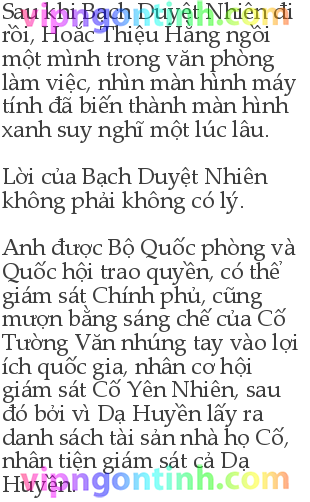 Sau khi Bạch Duyệt Nhiên đi
rồi, Hoắc Thiệu Hằng ngồi
một mình trong văn phòng
làm việc, nhìn màn hình máy
tính đã biến thành màn hình
xanh suy nghĩ một lúc lâu.
Lời của Bạch Duyệt Nhiên
không phải không có lý.
Anh được Bộ Quốc phòng và
Quốc hội trao quyền, có thể
giám sát Chính phủ, cũng
mượn bằng sáng chế của Cố
Tường Văn nhúng tay vào lợi
ích quốc gia, nhân cơ hội
giám sát Cố Yên Nhiên, sau
đó bởi vì Dạ Huyền lấy ra
danh sách tài sản nhà họ Cố,
nhân tiện giám sát cả Dạ
Huyền.
vipngontinh.com
vipngontinh.com